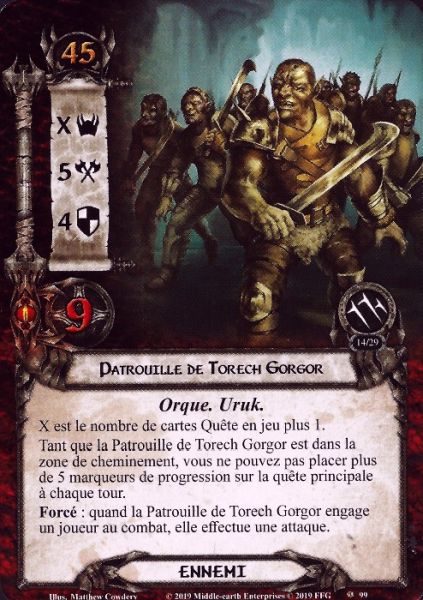 45
X
5
4
9
14/29
Patrouille de Torech Gorgor
Orque. Uruk.
X est le nombre de cartes Quête en jeu plus 1.
Tant que la Patrouille de Torech Gorgor est dans la
zone de cheminement, vous ne pouvez pas placer plus
de 5 marqueurs de progression sur la quête principale
à chaque tour.
Forcé : quand la Patrouille de Torech Gorgor engage
un joueur au combat, elle effectue une attaque.
ENNEMI
Illus. Matthew Cowdery © 2019 Middle-earth Enterprises © 2019 FFG 99